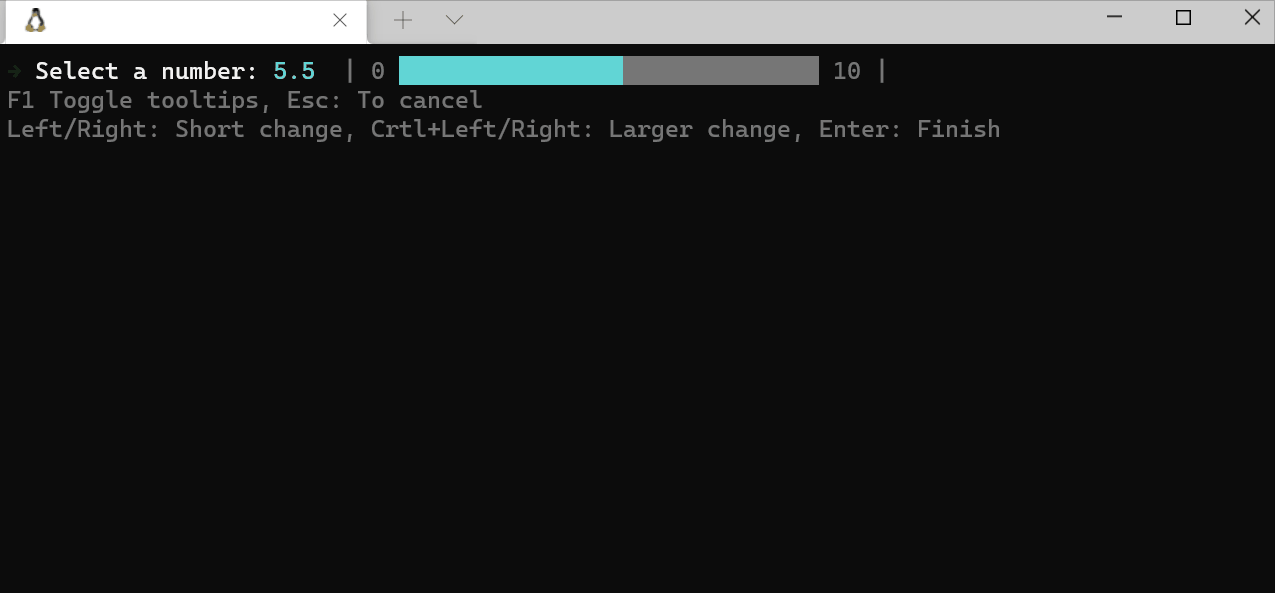 ➔ Select a number: 5.5 | 0 10 |
F1 Toggle tooltips, Esc: To cancel
Left/Right: Short change, Crtl+Left/Right: Larger change, Enter: Finish